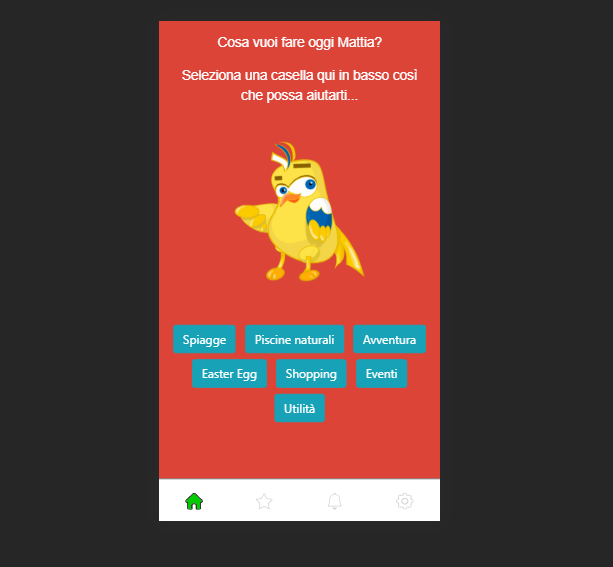 Cosa vuoi fare oggi Mattia?
Seleziona una casella qui in basso così
che possa aiutarti...
Spiagge Piscine naturali Avventura
Easter Egg Shopping Eventi
Utilità